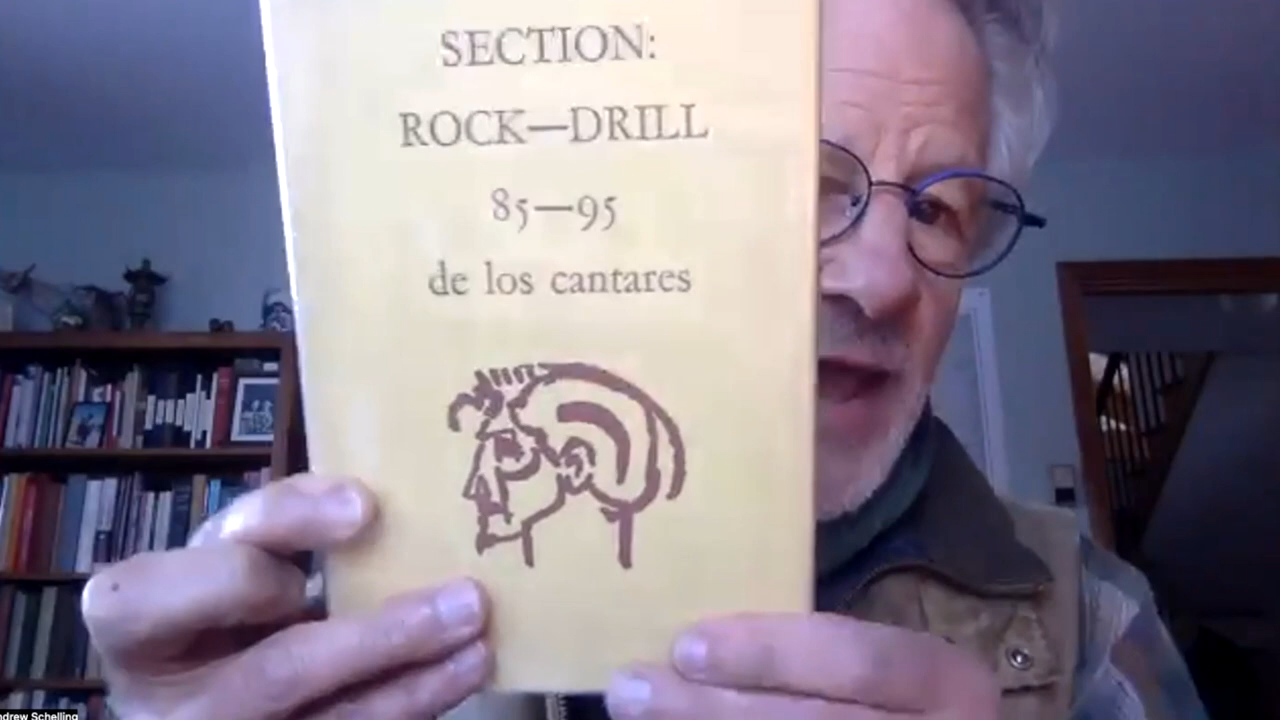 SECTION:
ROCK—DRILL
85—95
de los cantares
ndrew Schelling